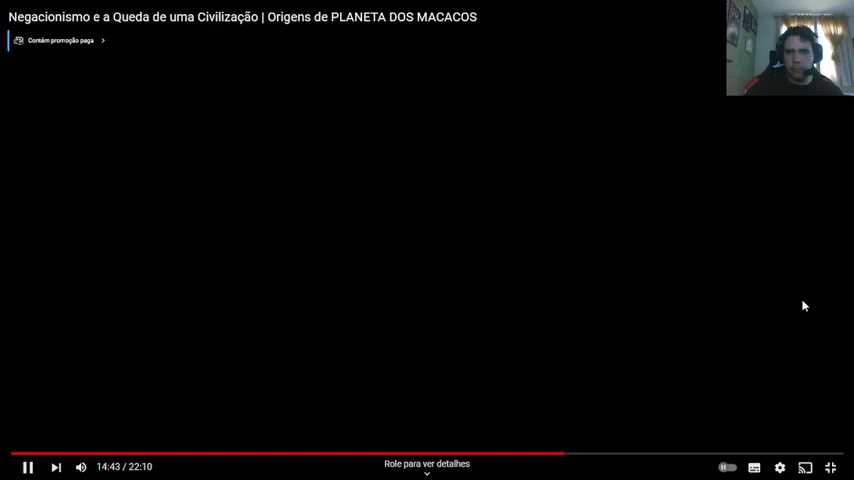 Negacionismo e a Queda de uma Civilização | Origens de PLANETA DOS MACACOS
Contém promoção paga
Role para ver detalhes
14:43 / 22:10